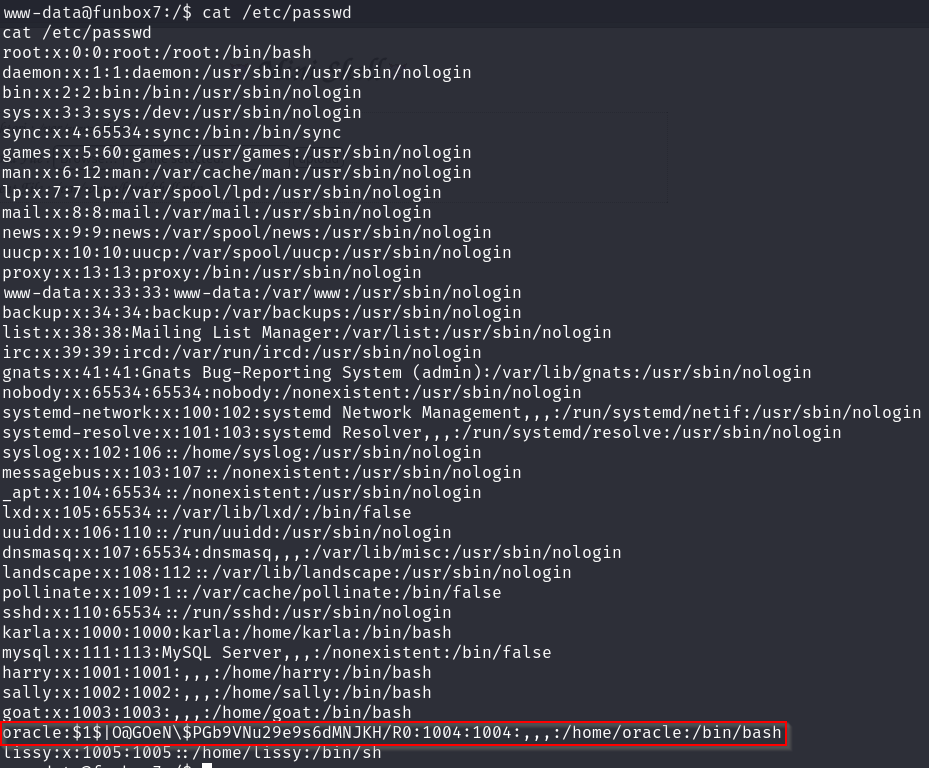 www-data@funbox7:/$ cat /etc/passwd
cat /etc/passwd
root:x:0:0:root:/root:/bin/bash
daemon:x:1:1:daemon:/usr/sbin:/usr/sbin/nologin
bin:x:2:2:bin:/bin:/usr/sbin/nologin
sys:x:3:3:sys:/dev:/usr/sbin/nologin
sync:x:4:65534:sync:/bin:/bin/sync
games:x:5:60:games:/usr/games:/usr/sbin/nologin
man:x:6:12:man:/var/cache/man:/usr/sbin/nologin
lp:x:7:7:lp:/var/spool/lpd:/usr/sbin/nologin
mail:x:8:8:mail:/var/mail:/usr/sbin/nologin
news:x:9:9:news:/var/spool/news:/usr/sbin/nologin
uucp:x:10:10:uucp:/var/spool/uucp:/usr/sbin/nologin
proxy:x:13:13:proxy:/bin:/usr/sbin/nologin
www-data:x:33:33:www-data:/var/www:/usr/sbin/nologin
backup:x:34:34:backup:/var/backups:/usr/sbin/nologin
list:x:38:38:Mailing List Manager:/var/list:/usr/sbin/nologin
irc:x:39:39:ircd:/var/run/ircd:/usr/sbin/nologin
gnats:x:41:41:Gnats Bug-Reporting System (admin):/var/lib/gnats:/usr/sbin/nologin
nobody:x:65534:65534:nobody:/nonexistent:/usr/sbin/nologin
systemd-network:x:100:102:systemd Network Management,,,:/run/systemd/netif:/usr/sbin/nologin
systemd-resolve:x:101:103:systemd Resolver,,,:/run/systemd/resolve:/usr/sbin/nologin
syslog:x:102:106::/home/syslog:/usr/sbin/nologin
messagebus:x:103:107::/nonexistent:/usr/sbin/nologin
_apt:x:104:65534::/nonexistent:/usr/sbin/nologin
lxd:x:105:65534::/var/lib/lxd/:/bin/false
uuidd:x:106:110::/run/uuidd:/usr/sbin/nologin
dnsmasq:x:107:65534:dnsmasq,,,:/var/lib/misc:/usr/sbin/nologin
landscape:x:108:112::/var/lib/landscape:/usr/sbin/nologin
pollinate:x:109:1::/var/cache/pollinate:/bin/false
sshd:x:110:65534::/run/sshd:/usr/sbin/nologin
karla:x:1000:1000:karla:/home/karla:/bin/bash
mysql:x:111:113:MySQL Server,,,:/nonexistent:/bin/false
harry:x:1001:1001:,,,:/home/harry:/bin/bash
sally:x:1002:1002:,,,:/home/sally:/bin/bash
goat:x:1003:1003:,,,:/home/goat:/bin/bash
oracle:$1$|O@GOeN\$PGb9VNu29e9s6dMNJKH/R0:1004:1004:,,,:/home/oracle:/bin/bash
lissy:x:1005:1005::/home/lissy:/bin/sh
www-data@funbox7:/$